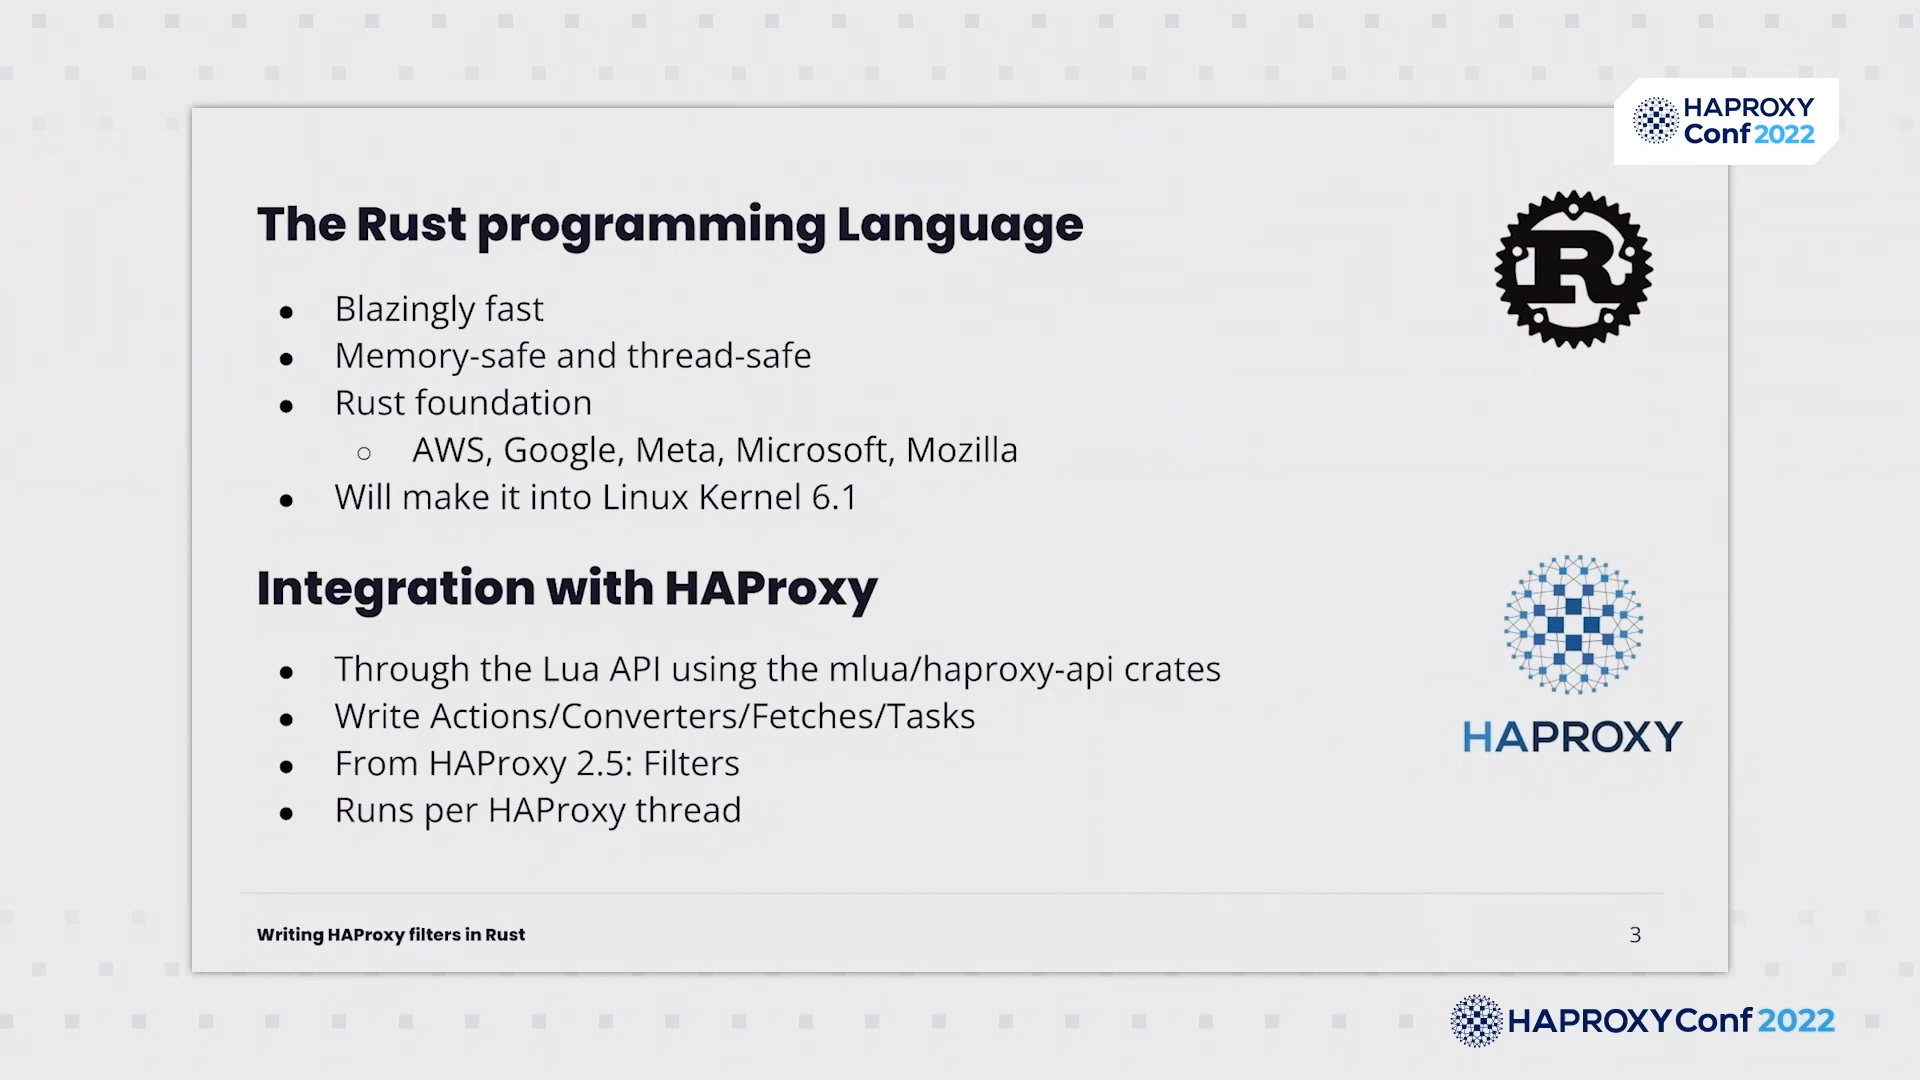 HAPROXY
Conf 2022
The Rust programming Language
R
● Blazingly fast
● Memory-safe and thread-safe
● Rust foundation
○ AWS, Google, Meta, Microsoft, Mozilla
● Will make it into Linux Kernel 6.1
Integration with HAProxy
● Through the Lua API using the mlua/haproxy-api crates
● Write Actions/Converters/Fetches/Tasks
● From HAProxy 2.5: Filters
● Runs per HAProxy thread
HAPROXY
Writing HAProxy filters in Rust
3
HAPROXYConf 2022